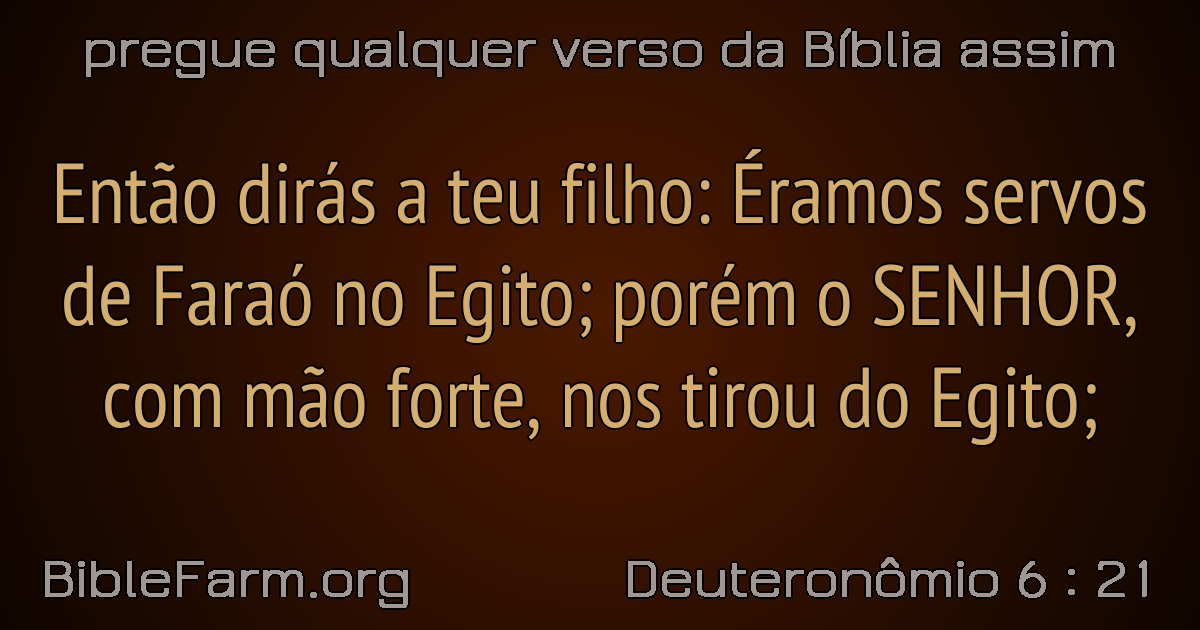 pregue qualquer verso da Bíblia assim
Então dirás a teu filho: Éramos servos
de Faraó no Egito; porém o SENHOR,
com mão forte, nos tirou do Egito;
BibleFarm.org
Deuteronômio 6 : 21